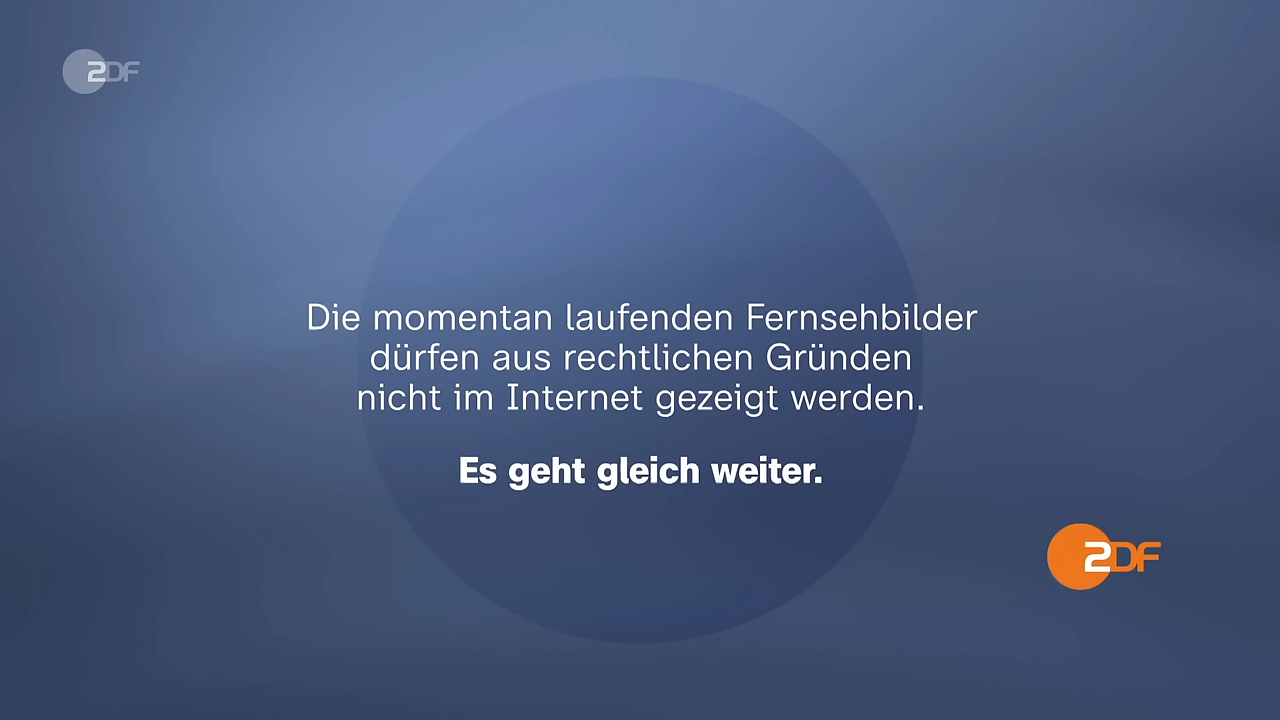 ZDF
Die momentan laufenden Fernsehbilder
dürfen aus rechtlichen Gründen
nicht im Internet gezeigt werden.
Es geht gleich weiter.
ZDF